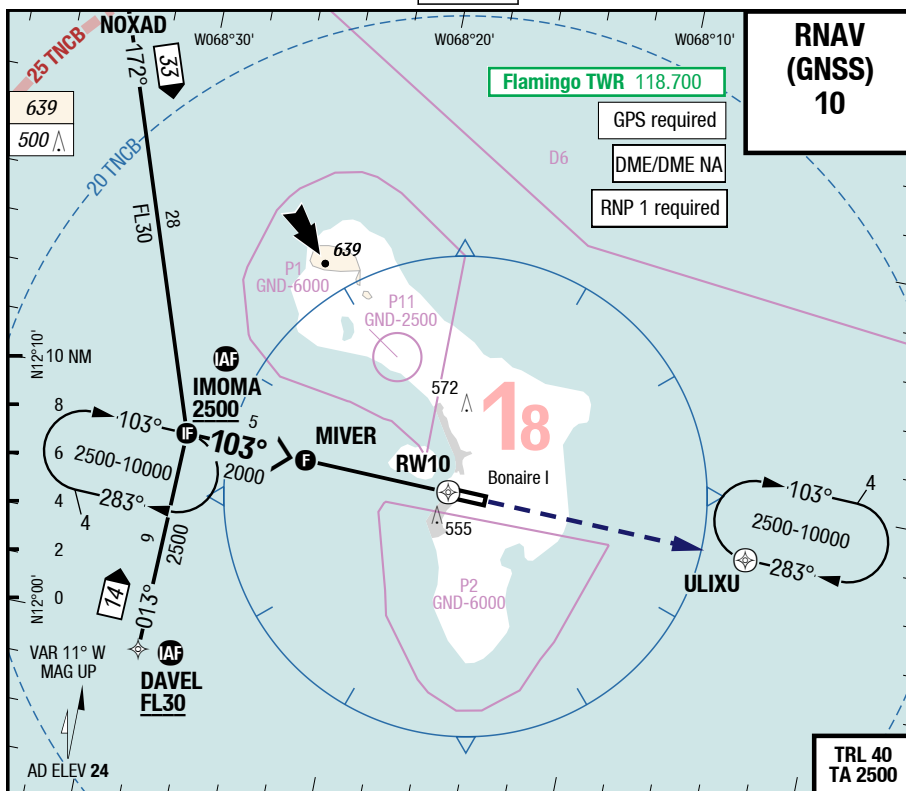 NOXAD
W068°30'
W068°20'
W068°10'
RNAV
(GNSS)
10
25 TNCB
172°
33
Flamingo TWR 118.700
639
500
GPS required
20 TNCB
D6
DME/DME NA
28
FL30
RNP 1 required
639
P1
GND-6000
P11
GND-2500
N12°10'
10 NM
IAF
IMOMA
2500
572
18
8
103°
IF
5
103°
2000
MIVER
F
RW10
Bonaire I
6
2500-10000
4
283°
4
103°
4
2500-10000
283°
555
ULIXU
9
2500
2
14
P2
GND-6000
N12°00'
0
013°
VAR 11° W
MAG UP
IAF
DAVEL
FL30
AD ELEV 24
TRL 40
TA 2500